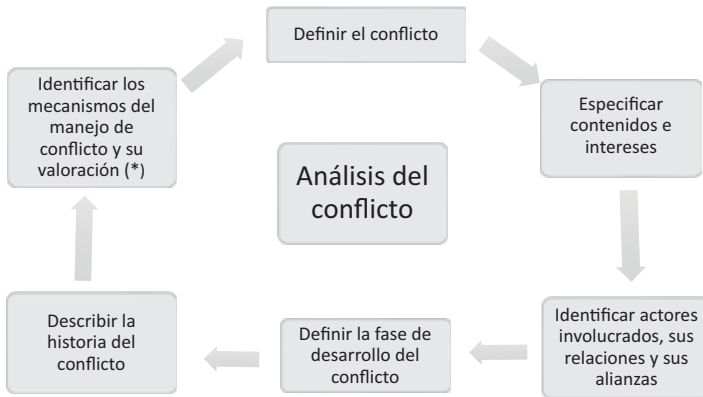 Definir el conflicto
Especificar
contenidos e
intereses
Identificar actores
involucrados, sus
relaciones y sus
alianzas
Definir la fase de
desarrollo del
conflicto
Describir la
historia del
conflicto
Identificar los
mecanismos del
manejo de
conflicto y su
valoración (*)
Análisis del
conflicto